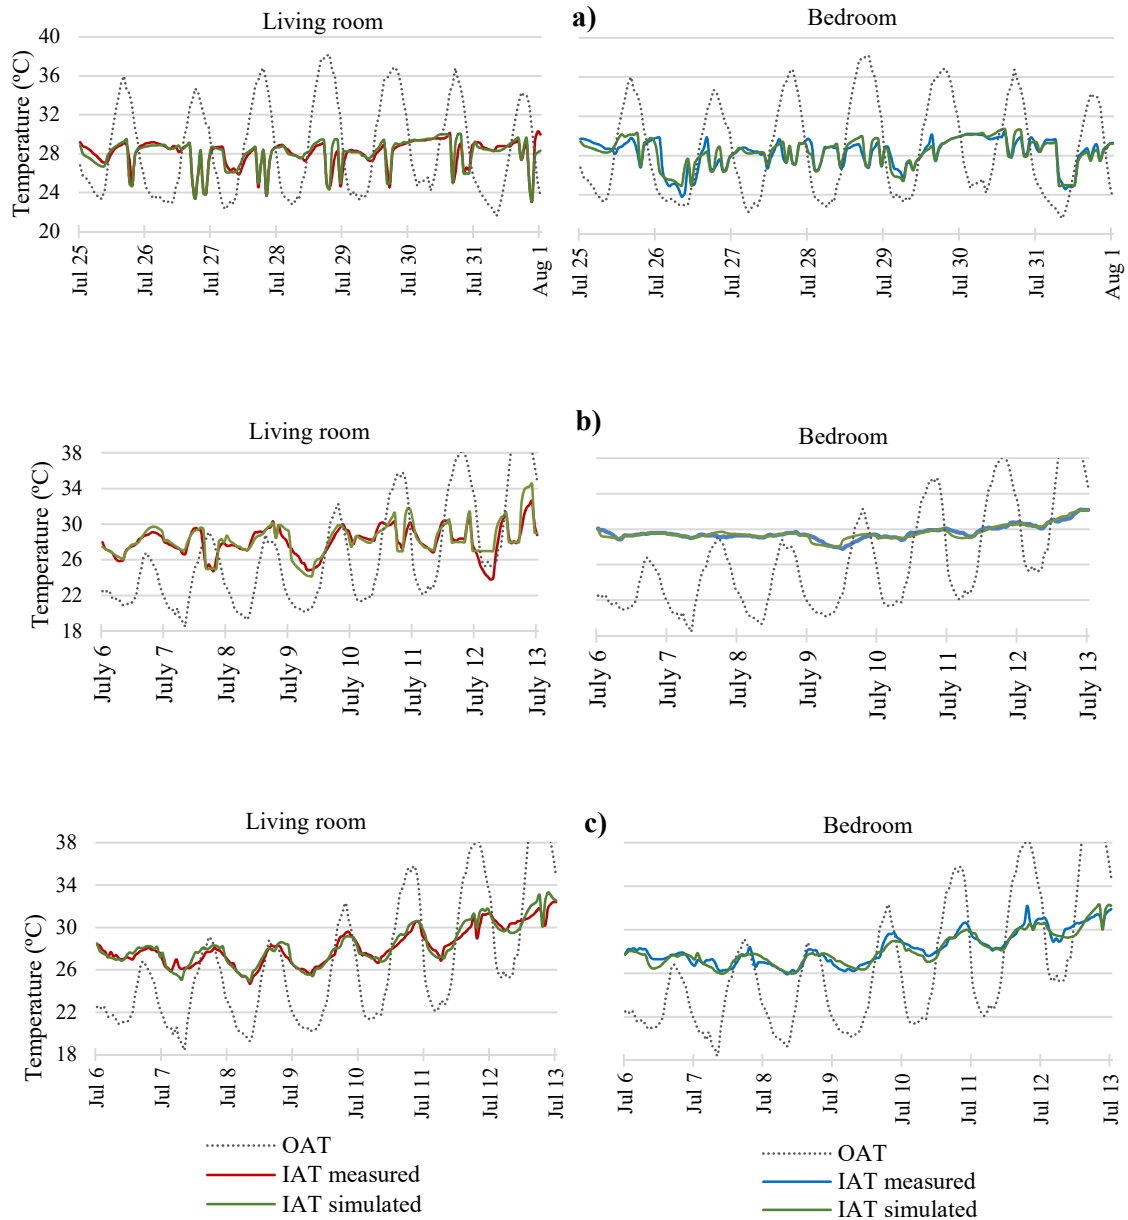 Living room
a)
Bedroom
Temperature (ºC)
40
36
32
28
24
20
Jul 25
Jul 26
Jul 27
Jul 28
Jul 29
Jul 30
Jul 31
Aug 1
Jul 25
Jul 26
Jul 27
Jul 28
Jul 29
Jul 30
Jul 31
Aug 1
Living room
b)
Bedroom
Temperature (ºC)
38
34
30
26
22
18
July 6
July 7
July 8
July 9
July 10
July 11
July 12
July 13
July 6
July 7
July 8
July 9
July 10
July 11
July 12
July 13
Living room
c)
Bedroom
Temperature (ºC)
38
34
30
26
22
18
Jul 6
Jul 7
Jul 8
Jul 9
Jul 10
Jul 11
Jul 12
Jul 13
Jul 6
Jul 7
Jul 8
Jul 9
Jul 10
Jul 11
Jul 12
Jul 13
OAT
IAT measured
IAT simulated
OAT
IAT measured
IAT simulated